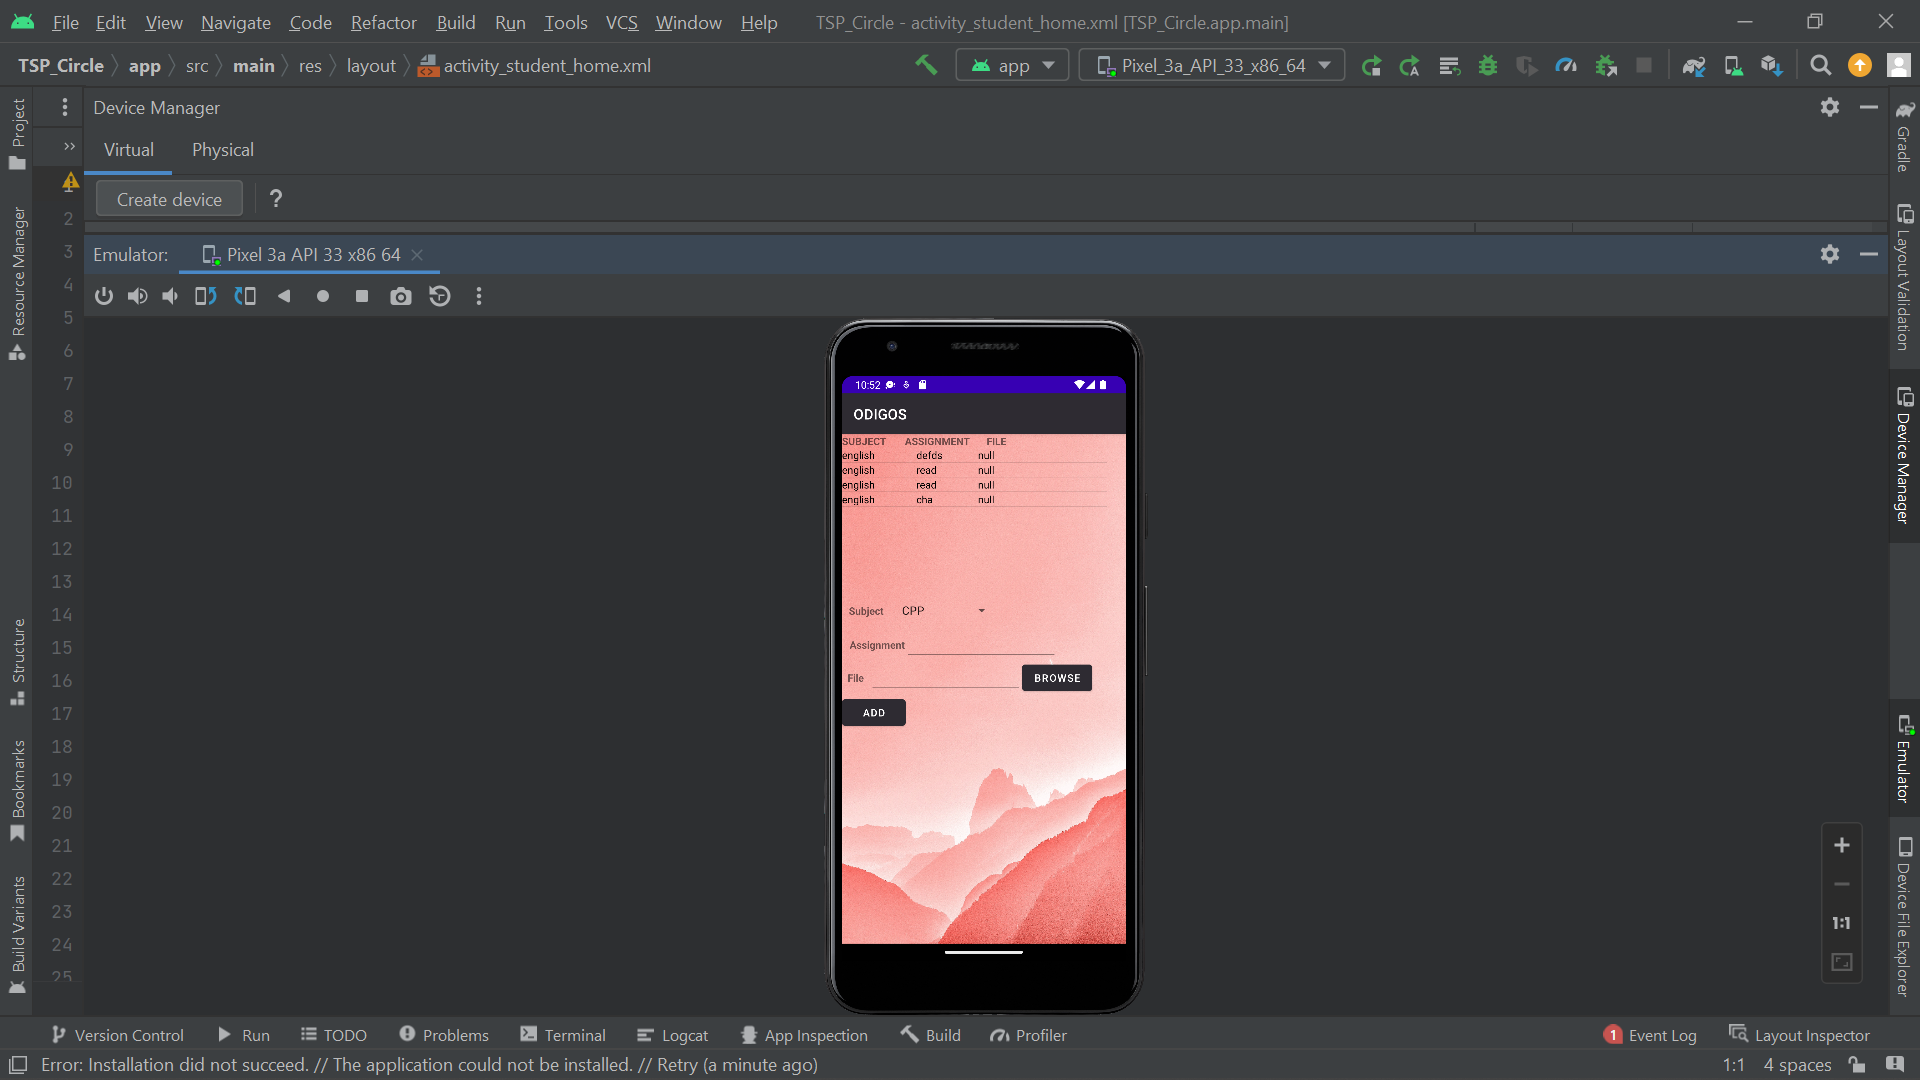 File Edit View Navigate Code Refactor Build Run Tools VCS Window Help TSP_Circle - activity_student_home.xml [TSP_Circle.app.main]
TSP_Circle app src main res layout activity_student_home.xml app Pixel_3a_API_33_x86_64
Project
Resource Manager
Structure
Bookmarks
Build Variants
Device Manager
Virtual Physical
Create device ?
Emulator: Pixel 3a API 33 x86 64
2
3
4
5
6
7
8
9
10
11
12
13
14
15
16
17
18
19
20
21
22
23
24
25
10:52
ODIGOS
SUBJECT ASSIGNMENT FILE
english defds null
english read null
english read null
english cha null
Subject CPP
Assignment
File BROWSE
ADD
1:1
Gradle
Layout Validation
Device Manager
Emulator
Device File Explorer
Version Control Run TODO Problems Terminal Logcat App Inspection Build Profiler 1 Event Log Layout Inspector
Error: Installation did not succeed. // The application could not be installed. // Retry (a minute ago) 1:1 4 spaces